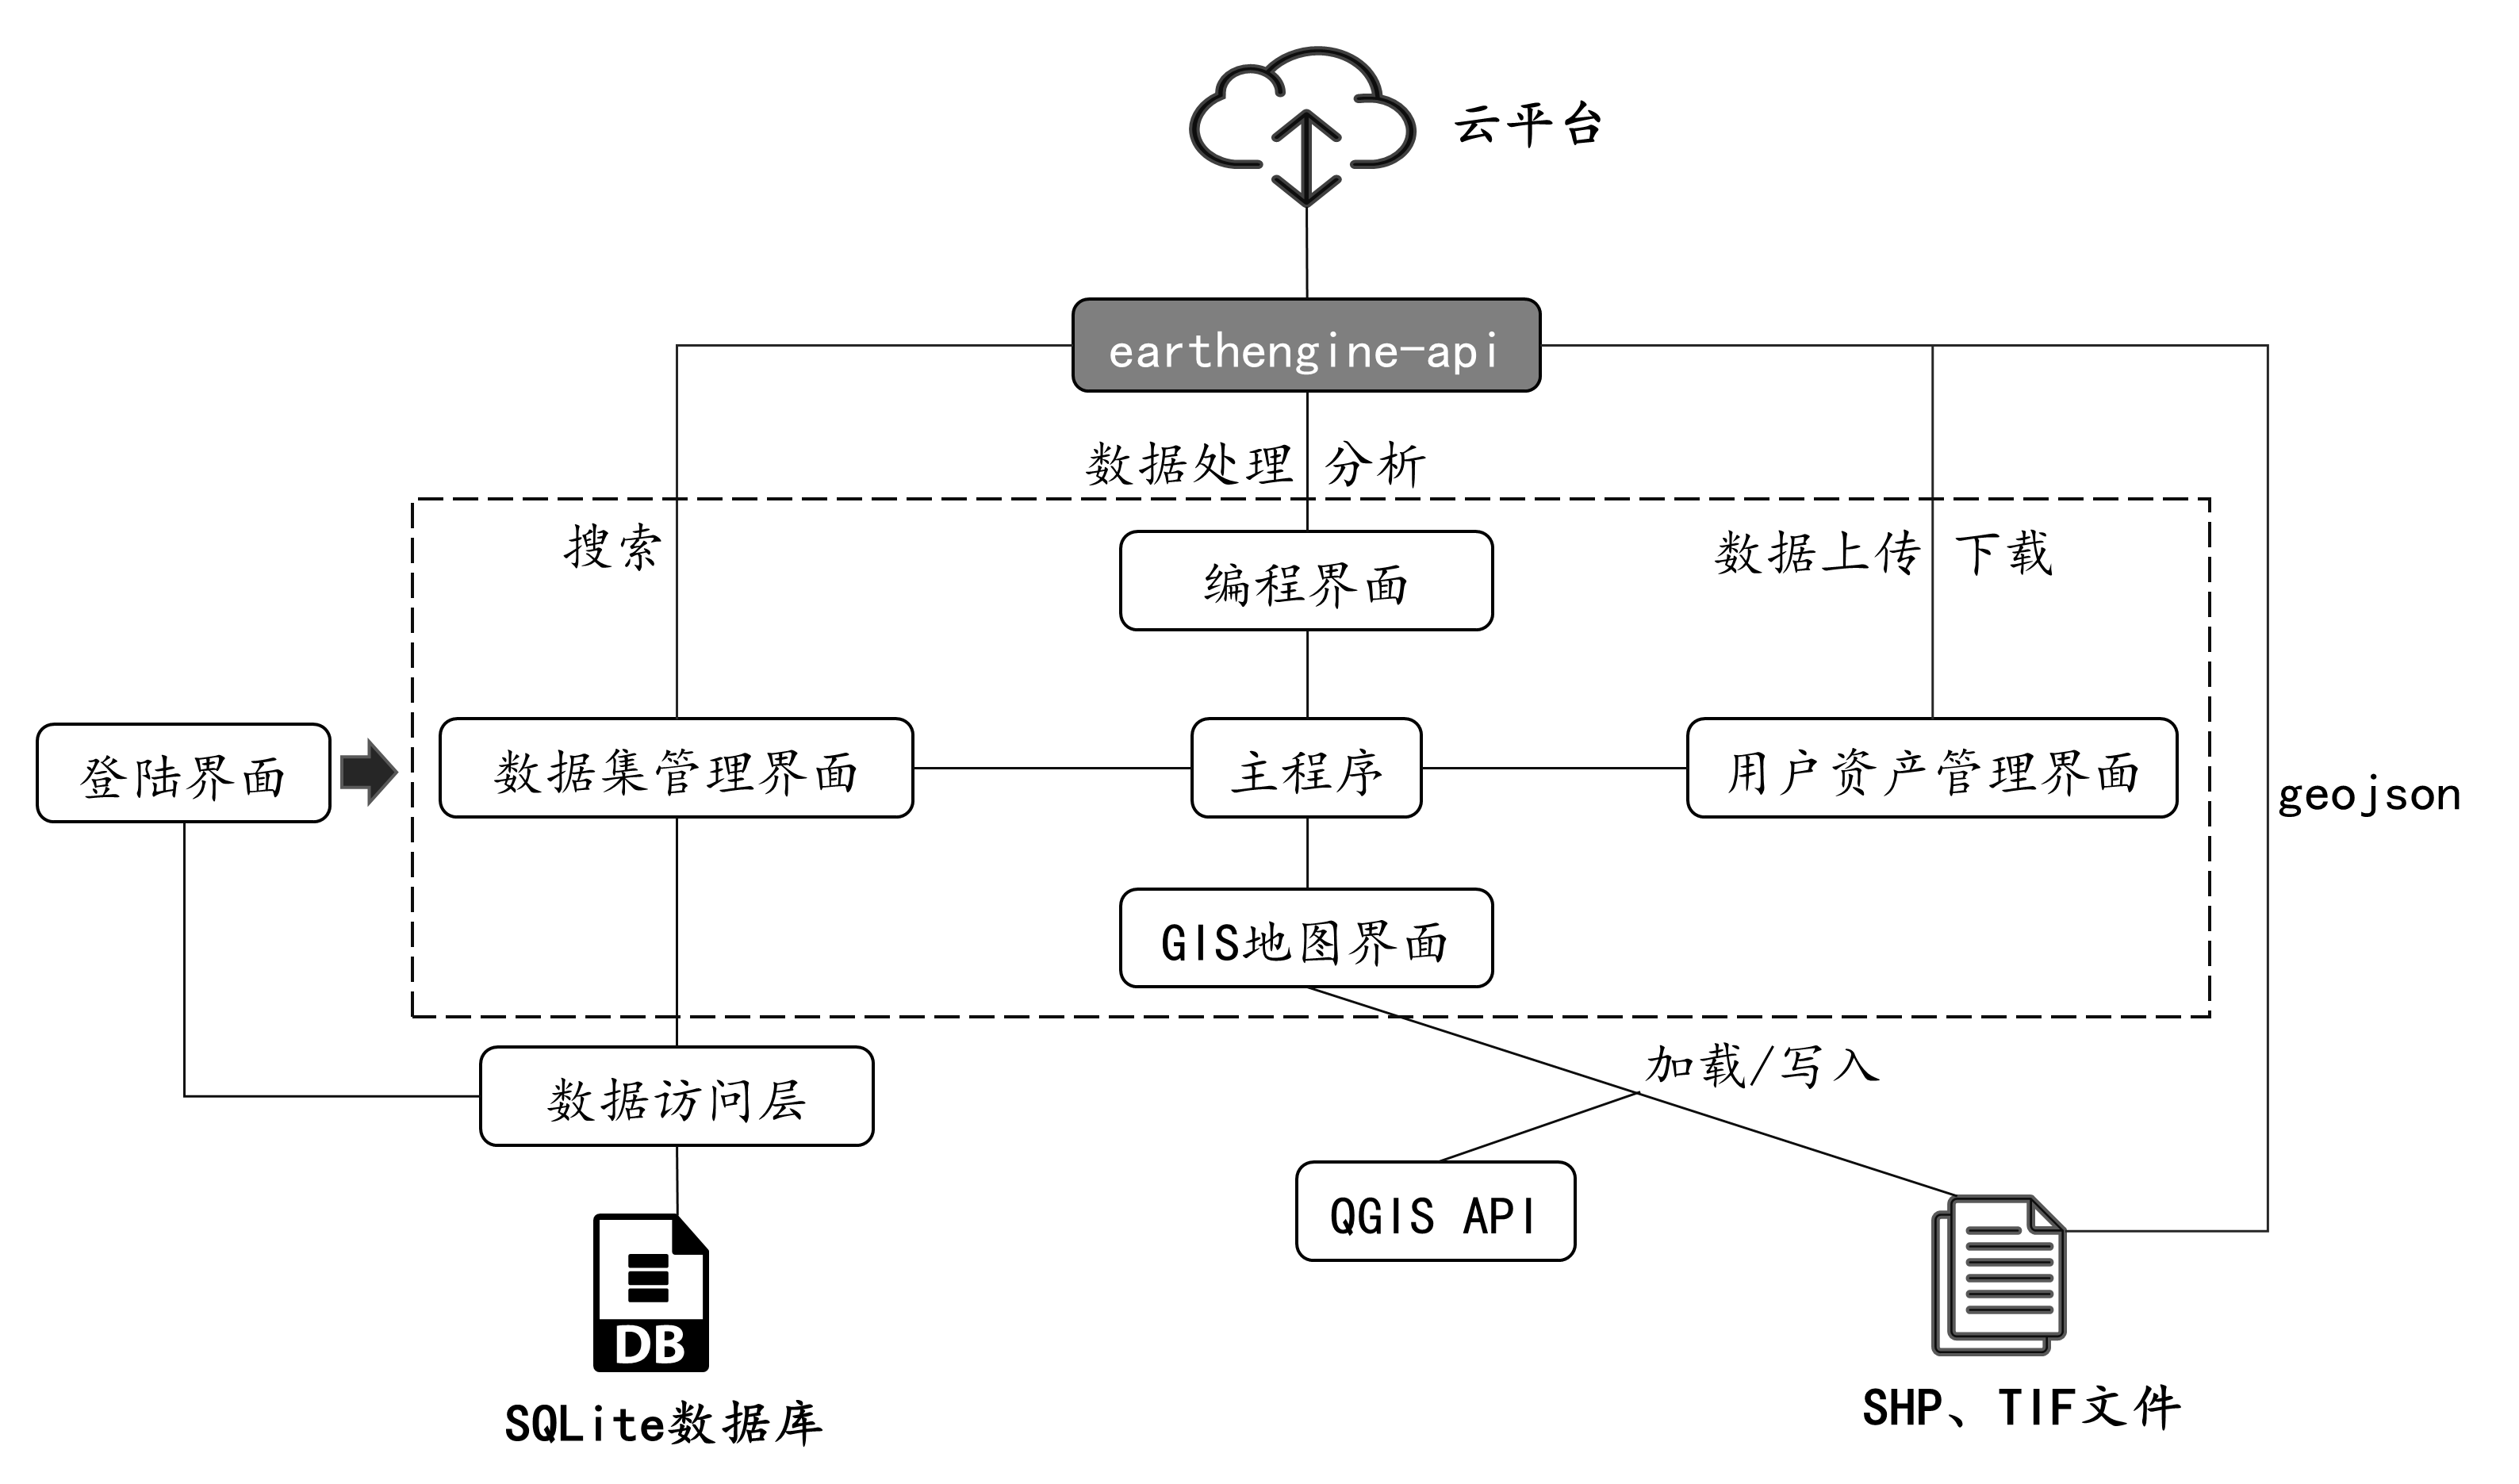 云平台
earthengine-api
数据处理 分析
搜索
数据上传 下载
编程界面
登陆界面
数据集管理界面
主程序
用户资产管理界面
geojson
GIS地图界面
加载/写入
数据访问层
QGIS API
DB
SHP、TIF文件
SQLite数据库